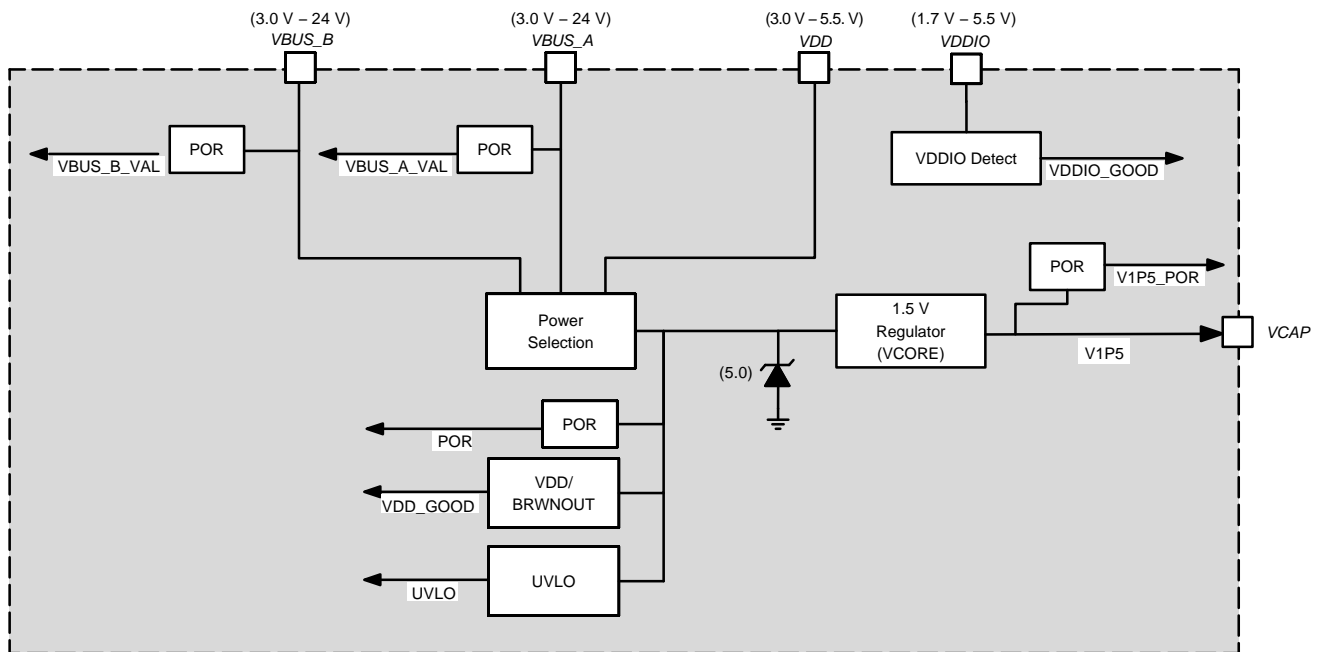 (3.0 V – 24 V)
VBUS_B
(3.0 V – 24 V)
VBUS_A
(3.0 V – 5.5. V)
VDD
(1.7 V – 5.5 V)
VDDIO
POR
VBUS_B_VAL
POR
VBUS_A_VAL
VDDIO Detect
VDDIO_GOOD
POR
V1P5_POR
Power
Selection
1.5 V
Regulator
(VCORE)
V1P5
VCAP
(5.0)
POR
POR
VDD/
BRWNOUT
VDD_GOOD
UVLO
UVLO